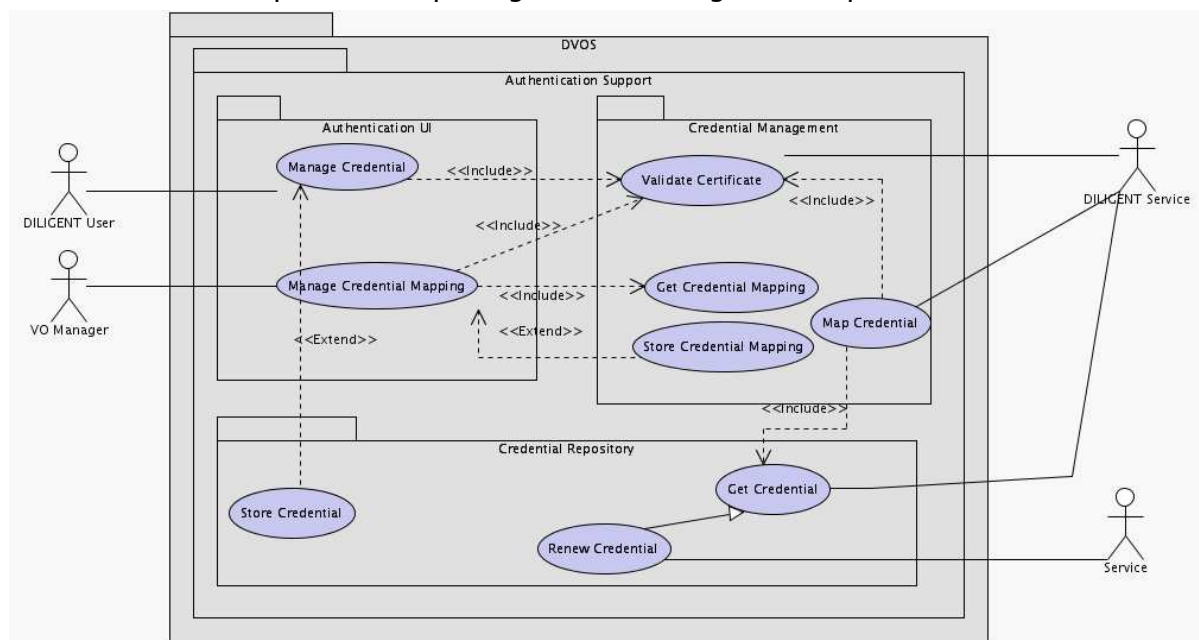 DVOS
Authentication Support
Authentication UI
Credential Management
Manage Credential
<<Include>>
Validate Certificate
DILIGENT User
DILIGENT Service
<<Include>>
<<Include>>
Manage Credential Mapping
<<Include>>
Get Credential Mapping
VO Manager
<<Extend>>
<<Extend>>
Store Credential Mapping
Map Credential
<<Include>>
Credential Repository
Get Credential
Store Credential
Renew Credential
Service